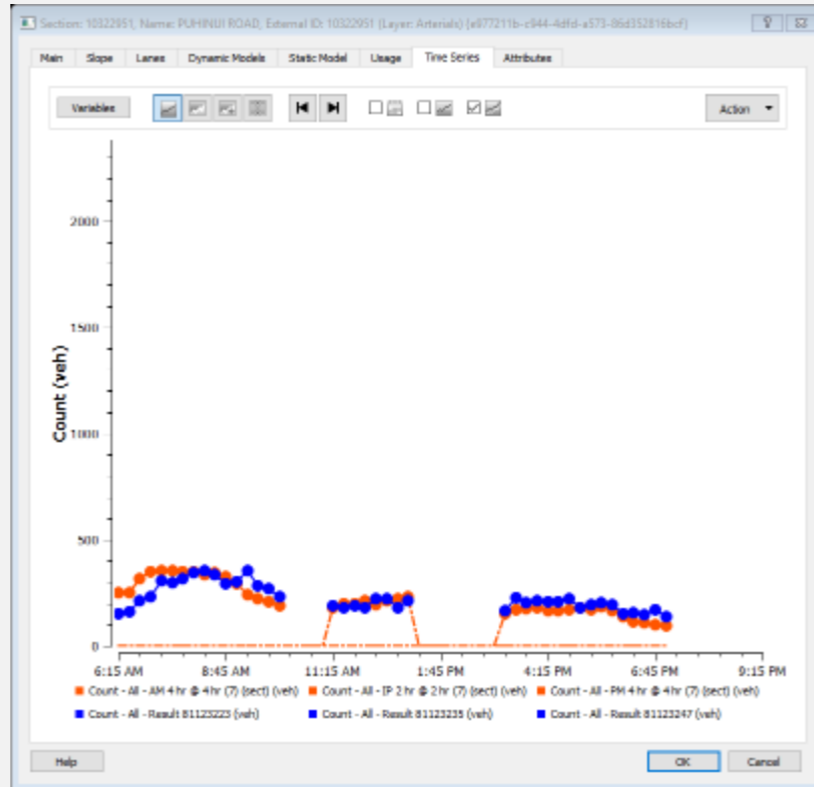 Section: 10322951, Name: PUHINUI ROAD, External ID: 10322951 (Layer: Arterials) {e977211b-c944-4dfd-a573-86d352816bcf}
Main Slope Lanes Dynamic Models Static Model Usage Time Series Attributes
Variables Action
Count (veh)
2000
1500
1000
500
0
6:15 AM 8:45 AM 11:15 AM 1:45 PM 4:15 PM 6:45 PM 9:15 PM
Count - All - AM 4 hr @ 4 hr (7) (sect) (veh) Count - All - IP 2 hr @ 2 hr (7) (sect) (veh) Count - All - PM 4 hr @ 4 hr (7) (sect) (veh)
Count - All - Result 81123223 (veh) Count - All - Result 81123235 (veh) Count - All - Result 81123247 (veh)
Help OK Cancel